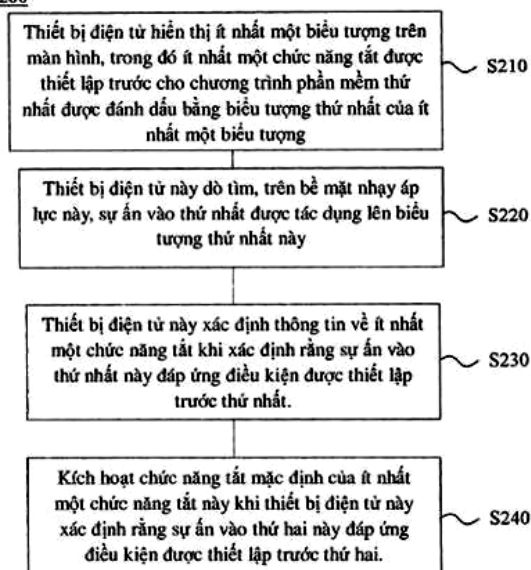 Thiết bị điện tử hiển thị ít nhất một biểu tượng trên
màn hình, trong đó ít nhất một chức năng tắt được
thiết lập trước cho chương trình phần mềm thứ
nhất được đánh dấu bằng biểu tượng thứ nhất của ít
nhất một biểu tượng
S210
Thiết bị điện tử này dò tìm, trên bề mặt nhạy áp
lực này, sự ấn vào thứ nhất được tác dụng lên biểu
tượng thứ nhất này
S220
Thiết bị điện tử này xác định thông tin về ít nhất
một chức năng tắt khi xác định rằng sự ấn vào
thứ nhất này đáp ứng điều kiện được thiết lập
trước thứ nhất.
S230
Kích hoạt chức năng tắt mặc định của ít nhất
một chức năng tắt này khi thiết bị điện tử này
xác định rằng sự ấn vào thứ hai này đáp ứng
điều kiện được thiết lập trước thứ hai.
S240